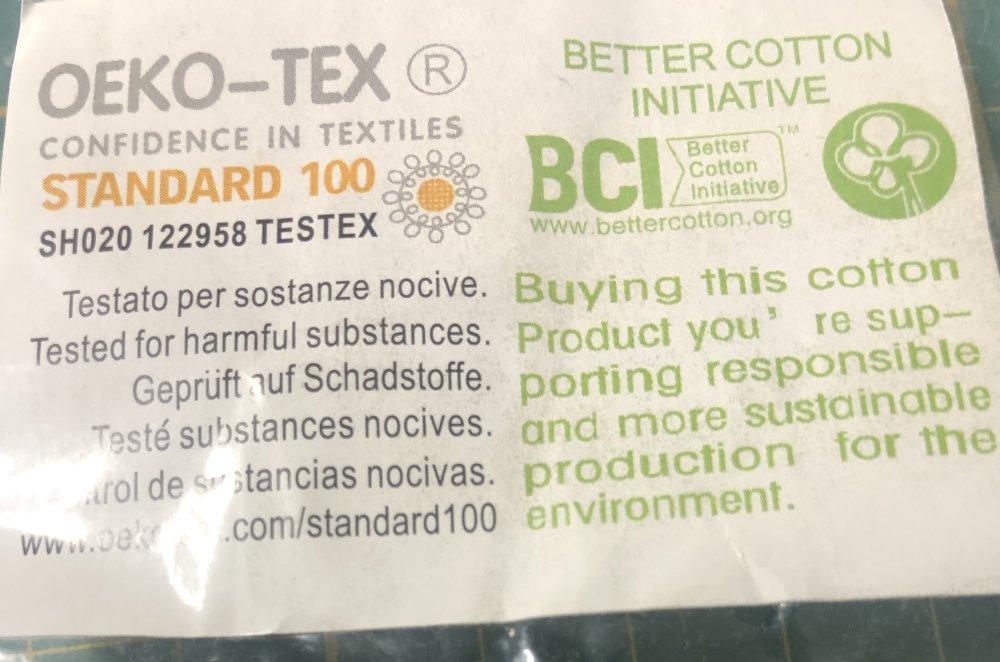 OEKO-TEX ®
CONFIDENCE IN TEXTILES
STANDARD 100
SH020 122958 TESTEX
Testato per sostanze nocive.
Tested for harmful substances.
Geprüft auf Schadstoffe.
Testé substances nocives.
de sustancias nocivas.
.com/standard100
BETTER COTTON
INITIATIVE
BCI Better ™
Cotton
Initiative
www.bettercotton.org
Buying this cotton
Product you’ re sup-
porting responsible
and more sustainable
production for the
environment.